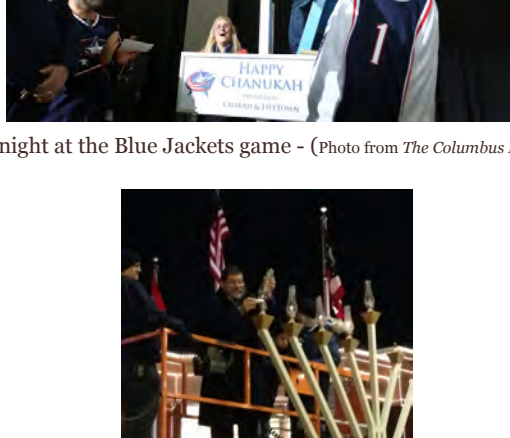 HAPPY
CHANUKAH
CHABAD & LIFETOWN
1
night at the Blue Jackets game - (Photo from The Columbus